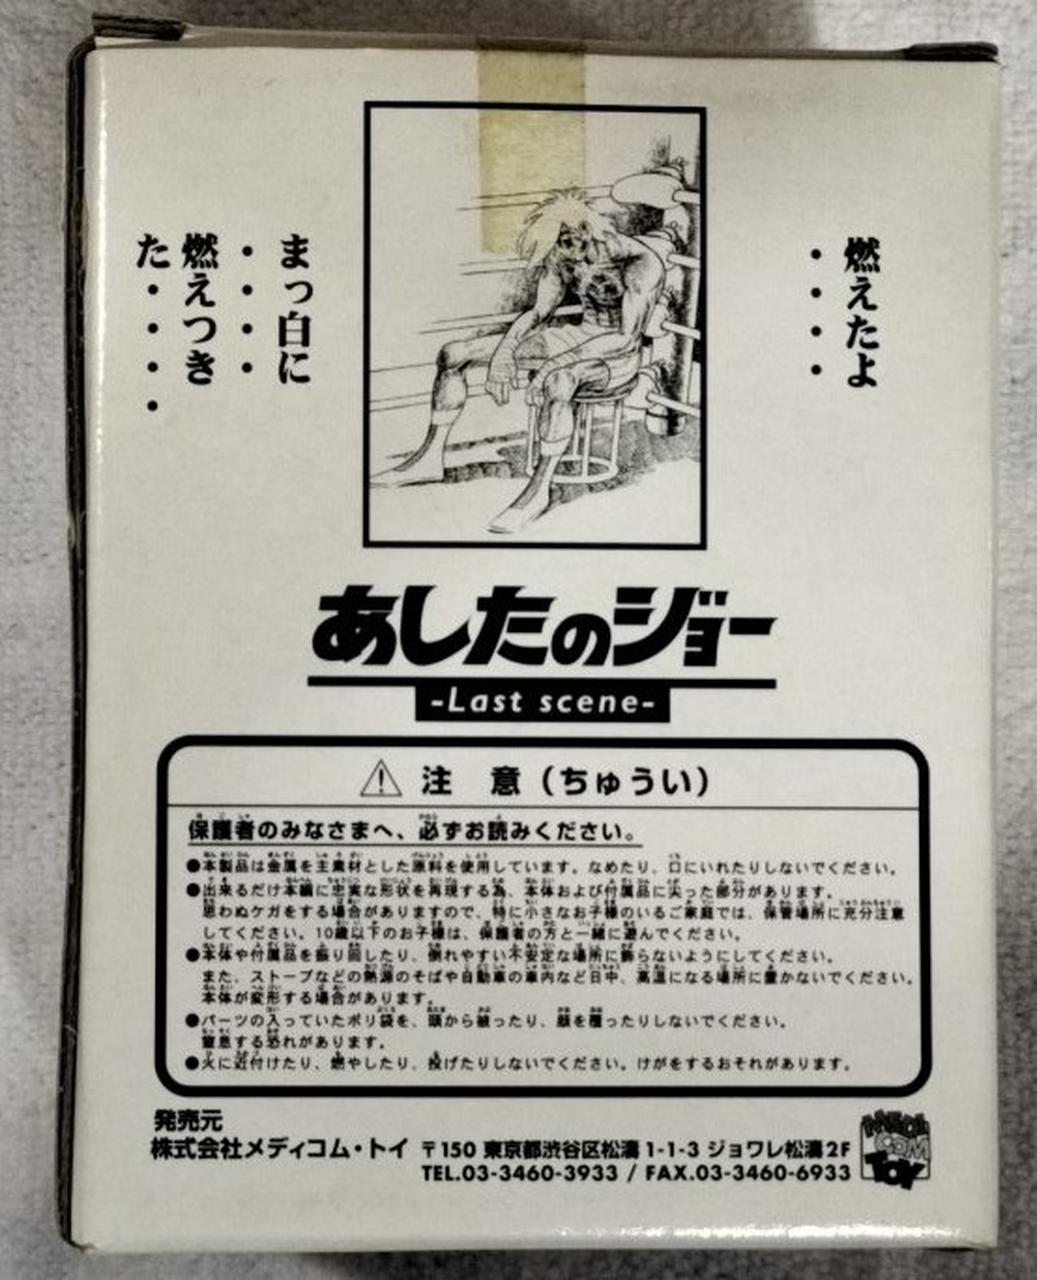 燃えたよ
・・・・
まっ白に
・・・・
燃えつき
た・・・・
あしたのジョー
-Last scene-
注 意（ちゅうい）
保護者のみなさまへ、必ずお読みください。
●本製品は金属を主素材とした原料を使用しています。なめたり、口にいれたりしないでください。
●出来るだけ本編に忠実な形状を再現する為、本体および付属品に尖った部分があります。
思わぬケガをする場合がありますので、特に小さなお子様のいるご家庭では、保管場所に充分注意
してください。10歳以下のお子様は、保護者の方と一緒に遊んでください。
●本体や付属品を振り回したり、倒れやすい不安定な場所に飾らないようにしてください。
また、ストーブなどの熱源のそばや自動車の車内など日中、高温になる場所に置かないでください。
本体が変形する場合があります。
●パーツの入っていたポリ袋を、頭から被ったり、顔を覆ったりしないでください。
窒息する恐れがあります。
●火に近付けたり、燃やしたり、投げたりしないでください。けがをするおそれがあります。
発売元
株式会社メディコム・トイ 〒150 東京都渋谷区松濤1-1-3 ジョワレ松濤2F
TEL.03-3460-3933 / FAX.03-3460-6933
MEDICOM TOY